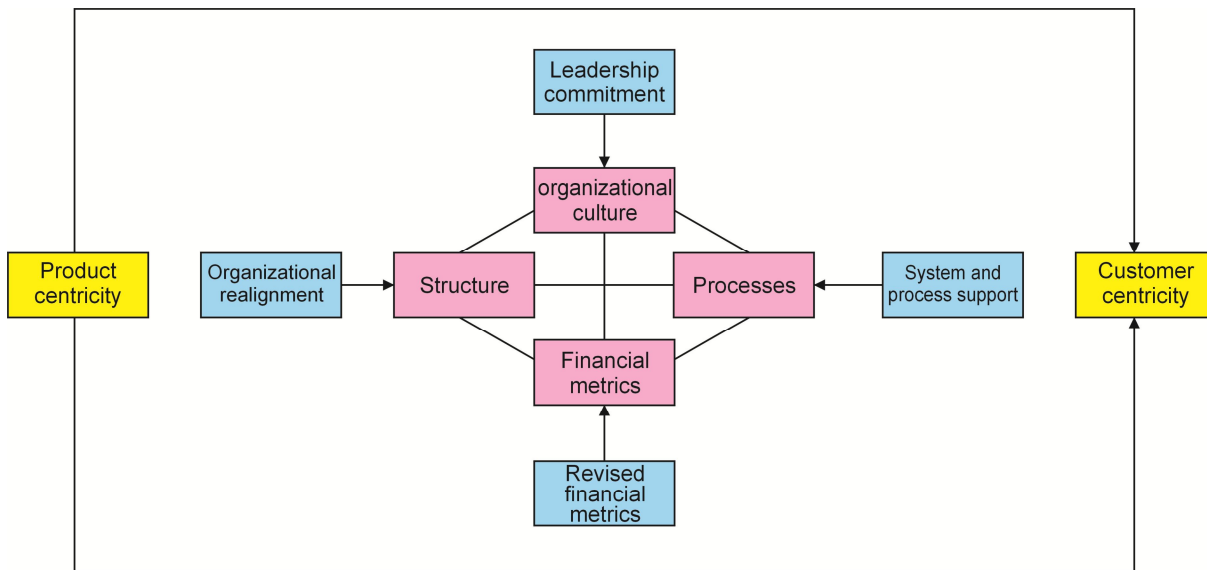 Leadership
commitment
organizational
culture
Product
centricity
Organizational
realignment
Structure
Processes
System and
process support
Customer
centricity
Financial
metrics
Revised
financial
metrics